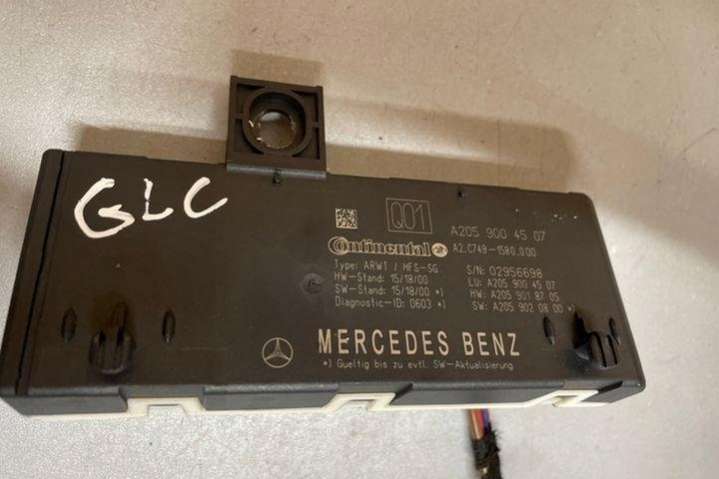 GLC
Q01
A205 900 45 07
Continental A2.C749-1580.000
Type: ARWT / HFS-SG S/N: 02956698
HW-Stand: 15/18/00 LU: A205 900 45 07
SW-Stand: 15/18/00 *) HW: A205 901 87 05
Diagnostic-ID: 0603 *) SW: A205 902 08 00 *)
MERCEDES BENZ
*) Gueltig bis zu evtl. SW-Aktualisierung